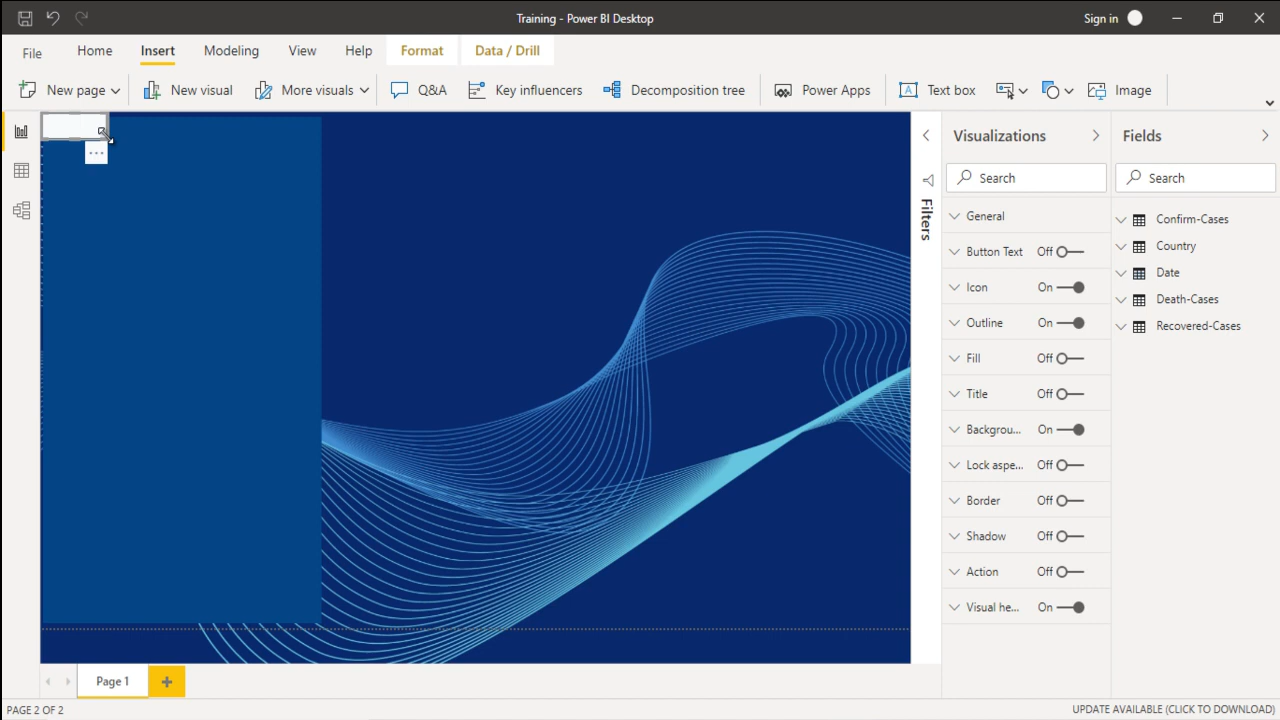 Training - Power BI Desktop
Sign in
File
Home
Insert
Modeling
View
Help
Format
Data / Drill
New page
New visual
More visuals
Q&A
Key influencers
Decomposition tree
Power Apps
Text box
Image
Filters
Visualizations
Search
General
Button Text Off
Icon On
Outline On
Fill Off
Title Off
Backgrou... On
Lock aspe... Off
Border Off
Shadow Off
Action Off
Visual he... On
Fields
Search
Confirm-Cases
Country
Date
Death-Cases
Recovered-Cases
Page 1
PAGE 2 OF 2
UPDATE AVAILABLE (CLICK TO DOWNLOAD)